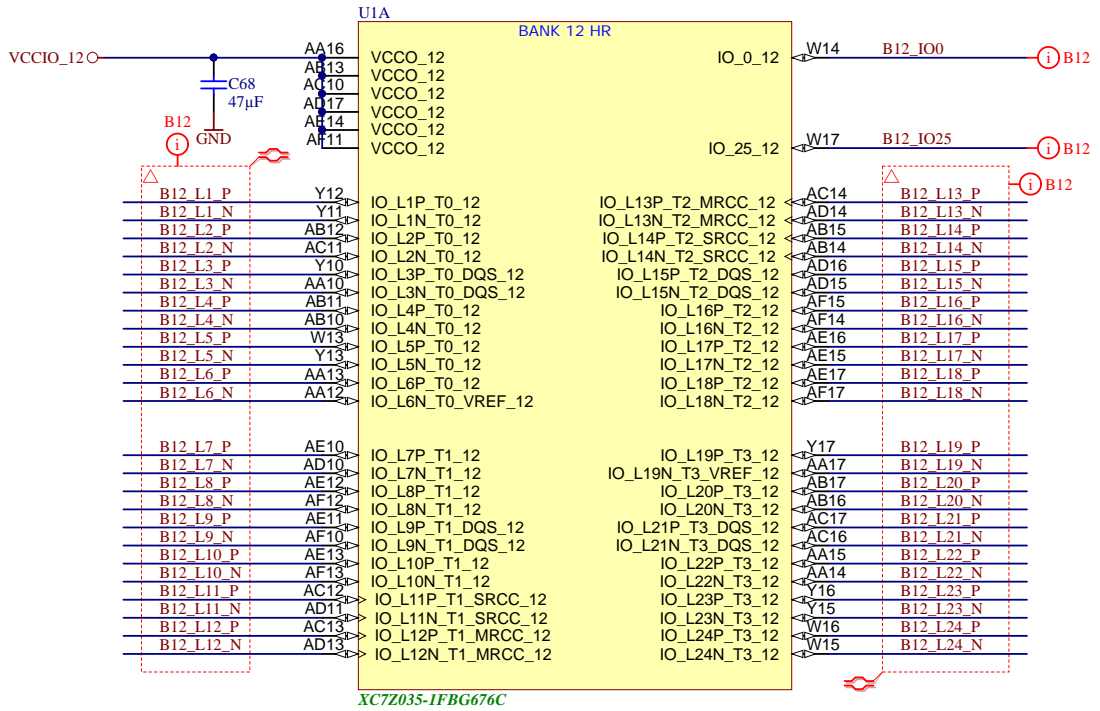 U1A
BANK 12 HR
VCCIO_12 AA16 VCCO_12 IO_0_12 W14 B12_IO0 i B12
AB13 VCCO_12
C68 AC10 VCCO_12
47µF AD17 VCCO_12
AE14 VCCO_12
GND AF11 VCCO_12 IO_25_12 W17 B12_IO25 i B12
B12 i
i B12
B12_L1_P Y12 IO_L1P_T0_12 IO_L13P_T2_MRCC_12 AC14 B12_L13_P
B12_L1_N Y11 IO_L1N_T0_12 IO_L13N_T2_MRCC_12 AD14 B12_L13_N
B12_L2_P AB12 IO_L2P_T0_12 IO_L14P_T2_SRCC_12 AB15 B12_L14_P
B12_L2_N AC11 IO_L2N_T0_12 IO_L14N_T2_SRCC_12 AB14 B12_L14_N
B12_L3_P Y10 IO_L3P_T0_DQS_12 IO_L15P_T2_DQS_12 AD16 B12_L15_P
B12_L3_N AA10 IO_L3N_T0_DQS_12 IO_L15N_T2_DQS_12 AD15 B12_L15_N
B12_L4_P AB11 IO_L4P_T0_12 IO_L16P_T2_12 AF15 B12_L16_P
B12_L4_N AB10 IO_L4N_T0_12 IO_L16N_T2_12 AF14 B12_L16_N
B12_L5_P W13 IO_L5P_T0_12 IO_L17P_T2_12 AE16 B12_L17_P
B12_L5_N Y13 IO_L5N_T0_12 IO_L17N_T2_12 AE15 B12_L17_N
B12_L6_P AA13 IO_L6P_T0_12 IO_L18P_T2_12 AE17 B12_L18_P
B12_L6_N AA12 IO_L6N_T0_VREF_12 IO_L18N_T2_12 AF17 B12_L18_N
B12_L7_P AE10 IO_L7P_T1_12 IO_L19P_T3_12 Y17 B12_L19_P
B12_L7_N AD10 IO_L7N_T1_12 IO_L19N_T3_VREF_12 AA17 B12_L19_N
B12_L8_P AE12 IO_L8P_T1_12 IO_L20P_T3_12 AB17 B12_L20_P
B12_L8_N AF12 IO_L8N_T1_12 IO_L20N_T3_12 AB16 B12_L20_N
B12_L9_P AE11 IO_L9P_T1_DQS_12 IO_L21P_T3_DQS_12 AC17 B12_L21_P
B12_L9_N AF10 IO_L9N_T1_DQS_12 IO_L21N_T3_DQS_12 AC16 B12_L21_N
B12_L10_P AE13 IO_L10P_T1_12 IO_L22P_T3_12 AA15 B12_L22_P
B12_L10_N AF13 IO_L10N_T1_12 IO_L22N_T3_12 AA14 B12_L22_N
B12_L11_P AC12 IO_L11P_T1_SRCC_12 IO_L23P_T3_12 Y16 B12_L23_P
B12_L11_N AD11 IO_L11N_T1_SRCC_12 IO_L23N_T3_12 Y15 B12_L23_N
B12_L12_P AC13 IO_L12P_T1_MRCC_12 IO_L24P_T3_12 W16 B12_L24_P
B12_L12_N AD13 IO_L12N_T1_MRCC_12 IO_L24N_T3_12 W15 B12_L24_N
XC7Z035-1FBG676C